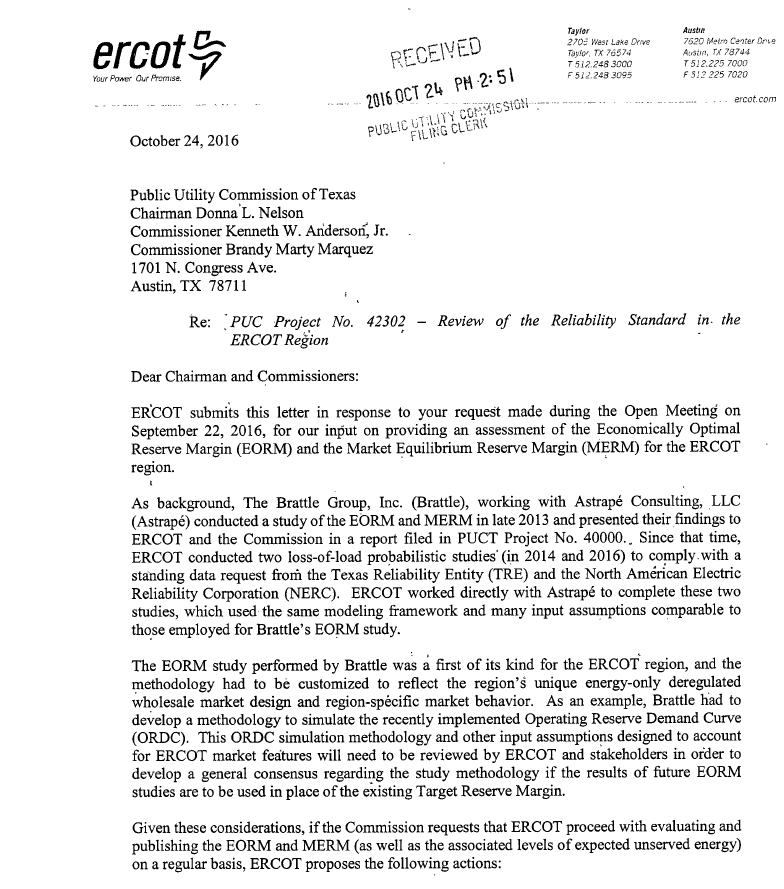 ercot
Your Power. Our Promise.
RECEIVED
2016 OCT 24 PM 2:51
PUBLIC UTILITY COMMISSION
FILING CLERK
Taylor
2705 West Lake Drive
Taylor, TX 76574
T 512.248 3000
F 512.248 3095
Austin
7620 Metro Center Drive
Austin, TX 78744
T 512.225 7000
F 512 225 7020
ercot.com
October 24, 2016
Public Utility Commission of Texas
Chairman Donna L. Nelson
Commissioner Kenneth W. Anderson, Jr.
Commissioner Brandy Marty Marquez
1701 N. Congress Ave.
Austin, TX 78711
Re: PUC Project No. 42302 – Review of the Reliability Standard in the
ERCOT Region
Dear Chairman and Commissioners:
ERCOT submits this letter in response to your request made during the Open Meeting on
September 22, 2016, for our input on providing an assessment of the Economically Optimal
Reserve Margin (EORM) and the Market Equilibrium Reserve Margin (MERM) for the ERCOT
region.
As background, The Brattle Group, Inc. (Brattle), working with Astrapé Consulting, LLC
(Astrapé) conducted a study of the EORM and MERM in late 2013 and presented their findings to
ERCOT and the Commission in a report filed in PUCT Project No. 40000. Since that time,
ERCOT conducted two loss-of-load probabilistic studies (in 2014 and 2016) to comply with a
standing data request from the Texas Reliability Entity (TRE) and the North American Electric
Reliability Corporation (NERC). ERCOT worked directly with Astrapé to complete these two
studies, which used the same modeling framework and many input assumptions comparable to
those employed for Brattle's EORM study.
The EORM study performed by Brattle was a first of its kind for the ERCOT region, and the
methodology had to be customized to reflect the region's unique energy-only deregulated
wholesale market design and region-specific market behavior. As an example, Brattle had to
develop a methodology to simulate the recently implemented Operating Reserve Demand Curve
(ORDC). This ORDC simulation methodology and other input assumptions designed to account
for ERCOT market features will need to be reviewed by ERCOT and stakeholders in order to
develop a general consensus regarding the study methodology if the results of future EORM
studies are to be used in place of the existing Target Reserve Margin.
Given these considerations, if the Commission requests that ERCOT proceed with evaluating and
publishing the EORM and MERM (as well as the associated levels of expected unserved energy)
on a regular basis, ERCOT proposes the following actions: